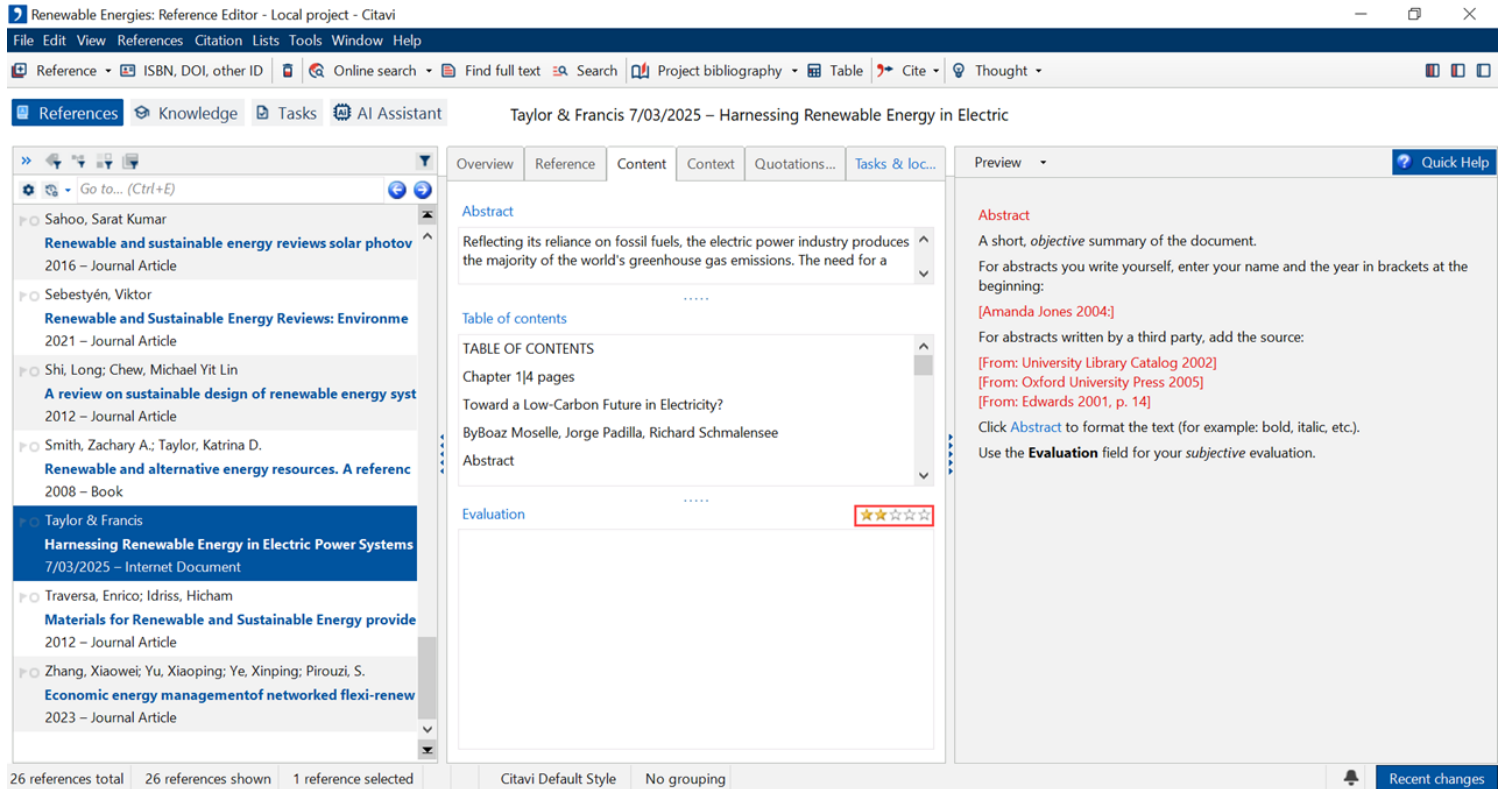 Renewable Energies: Reference Editor - Local project - Citavi
File Edit View References Citation Lists Tools Window Help
Reference ISBN, DOI, other ID Online search Find full text Search Project bibliography Table Cite Thought
References Knowledge Tasks AI Assistant
Taylor & Francis 7/03/2025 – Harnessing Renewable Energy in Electric
Go to... (Ctrl+E)
Sahoo, Sarat Kumar
Renewable and sustainable energy reviews solar photov
2016 – Journal Article
Sebestyén, Viktor
Renewable and Sustainable Energy Reviews: Environme
2021 – Journal Article
Shi, Long; Chew, Michael Yit Lin
A review on sustainable design of renewable energy syst
2012 – Journal Article
Smith, Zachary A.; Taylor, Katrina D.
Renewable and alternative energy resources. A referenc
2008 – Book
Taylor & Francis
Harnessing Renewable Energy in Electric Power Systems
7/03/2025 – Internet Document
Traversa, Enrico; Idriss, Hicham
Materials for Renewable and Sustainable Energy provide
2012 – Journal Article
Zhang, Xiaowei; Yu, Xiaoping; Ye, Xinping; Pirouzi, S.
Economic energy managementof networked flexi-renew
2023 – Journal Article
Overview Reference Content Context Quotations... Tasks & loc...
Abstract
Reflecting its reliance on fossil fuels, the electric power industry produces
the majority of the world's greenhouse gas emissions. The need for a
Table of contents
TABLE OF CONTENTS
Chapter 1|4 pages
Toward a Low-Carbon Future in Electricity?
ByBoaz Moselle, Jorge Padilla, Richard Schmalensee
Abstract
Evaluation
Preview
Quick Help
Abstract
A short, objective summary of the document.
For abstracts you write yourself, enter your name and the year in brackets at the
beginning:
[Amanda Jones 2004:]
For abstracts written by a third party, add the source:
[From: University Library Catalog 2002]
[From: Oxford University Press 2005]
[From: Edwards 2001, p. 14]
Click Abstract to format the text (for example: bold, italic, etc.).
Use the Evaluation field for your subjective evaluation.
26 references total 26 references shown 1 reference selected Citavi Default Style No grouping Recent changes